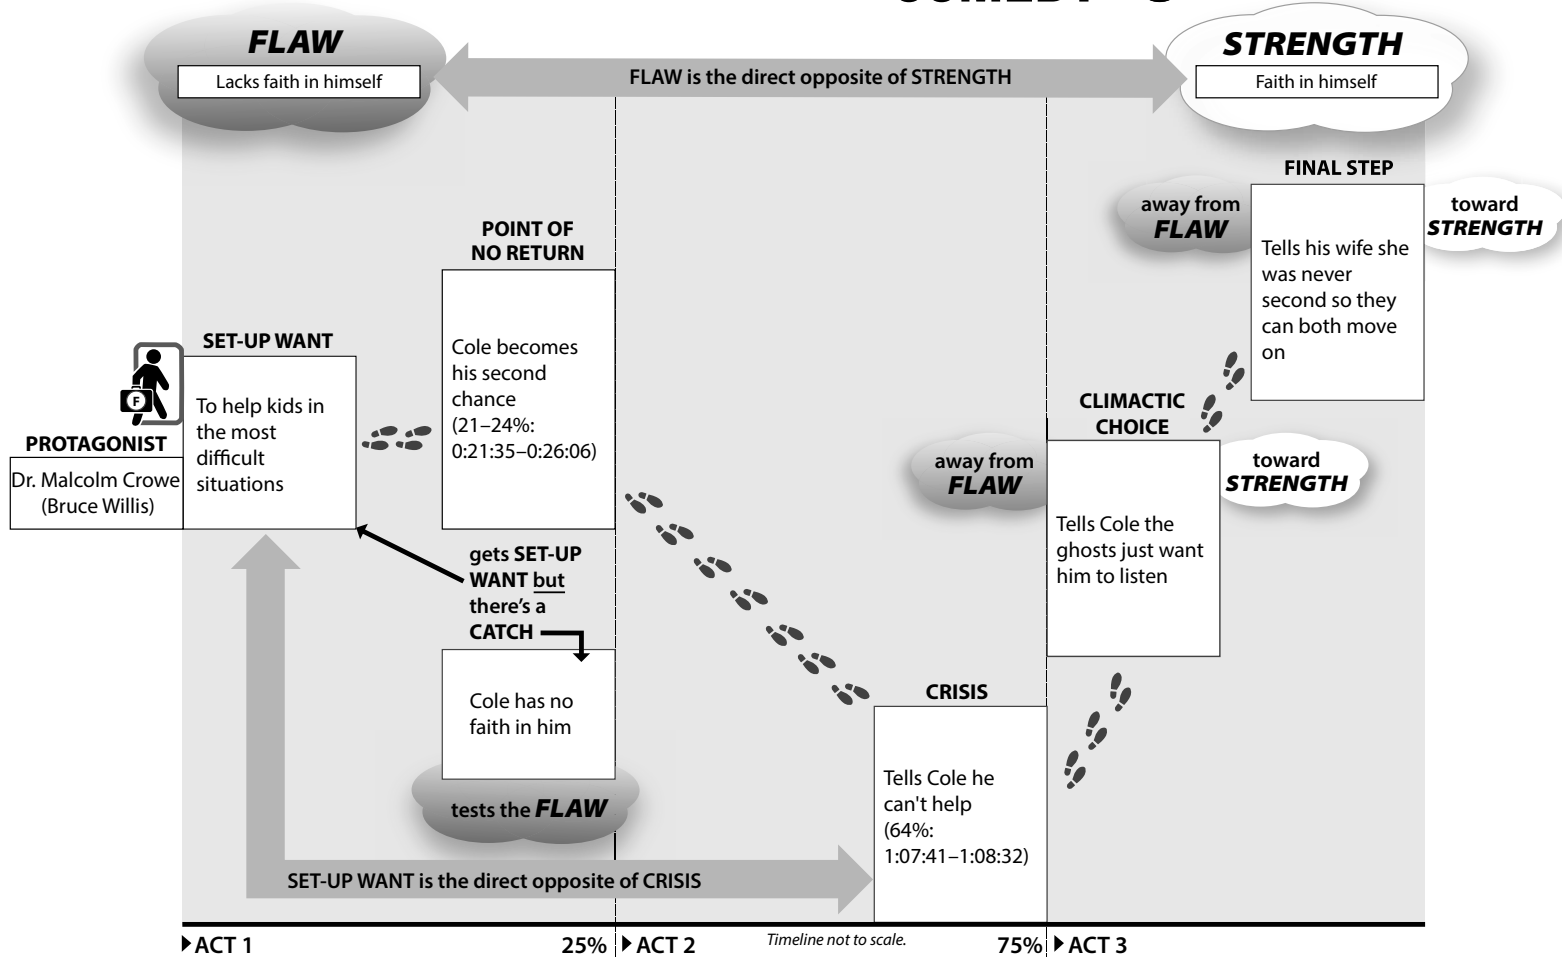 FLAW
Lacks faith in himself
FLAW is the direct opposite of STRENGTH
STRENGTH
Faith in himself
FINAL STEP
away from
FLAW
Tells his wife she
was never
second so they
can both move
on
toward
STRENGTH
POINT OF
NO RETURN
Cole becomes
his second
chance
(21–24%:
0:21:35–0:26:06)
SET-UP WANT
To help kids in
the most
difficult
situations
F
PROTAGONIST
Dr. Malcolm Crowe
(Bruce Willis)
CLIMACTIC
CHOICE
away from
FLAW
Tells Cole the
ghosts just want
him to listen
toward
STRENGTH
gets SET-UP
WANT but
there's a
CATCH
Cole has no
faith in him
tests the FLAW
CRISIS
Tells Cole he
can't help
(64%:
1:07:41–1:08:32)
SET-UP WANT is the direct opposite of CRISIS
ACT 1
25%
ACT 2
Timeline not to scale.
75%
ACT 3